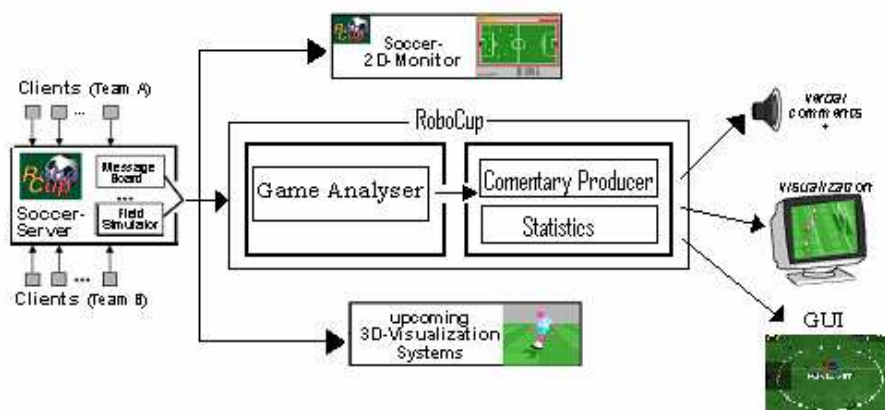 Soccer-
2D-Monitor
Clients (Team A)
...
RoboCup
verbal
comments
+
Message
Board
...
Field
Simulator
Soccer-
Server
Game Analyser
Comentary Producer
Statistics
visualization
...
Clients (Team B)
upcoming
3D-Visualization
Systems
GUI